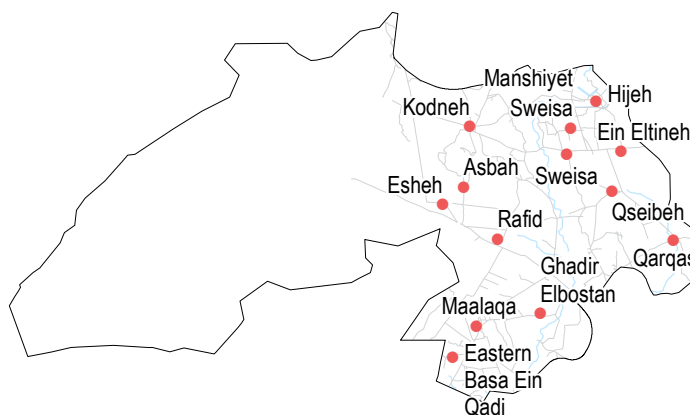 Manshiyet
Sweisa
Hijeh
Kodneh
Ein Eltineh
Sweisa
Asbah
Esheh
Qseibeh
Rafid
Qarqas
Ghadir
Elbostan
Maalaqa
Eastern
Basa Ein
Qadi